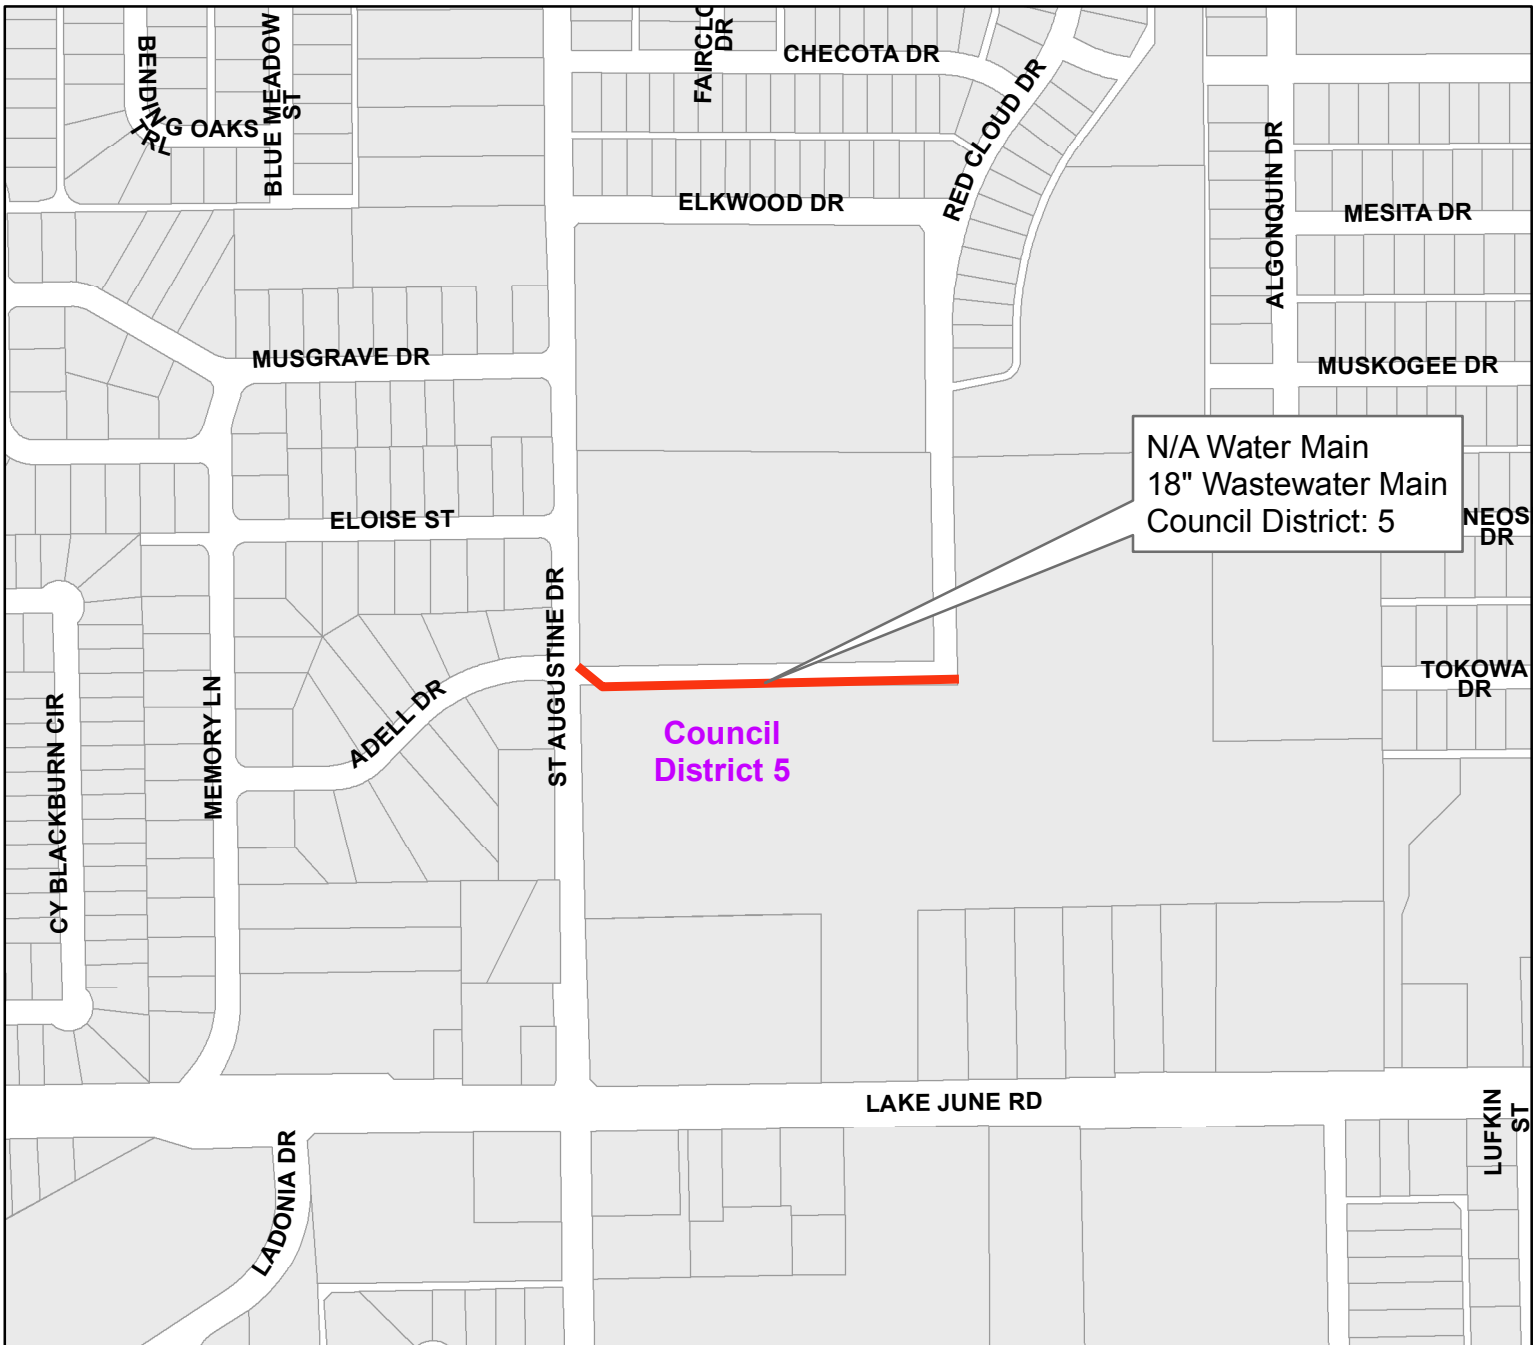 FAIRCLO
DR
CHECOTA DR
BENDIN
G OAKS
TRL
BLUE MEADOW
ST
RED CLOUD DR
ALGONQUIN DR
ELKWOOD DR
MESITA DR
MUSGRAVE DR
MUSKOGEE DR
N/A Water Main
18" Wastewater Main
Council District: 5
NEOS
DR
ELOISE ST
ST AUGUSTINE DR
TOKOWA
DR
ADELL DR
MEMORY LN
CY BLACKBURN CIR
Council
District 5
LAKE JUNE RD
LUFKIN
ST
LADONIA DR